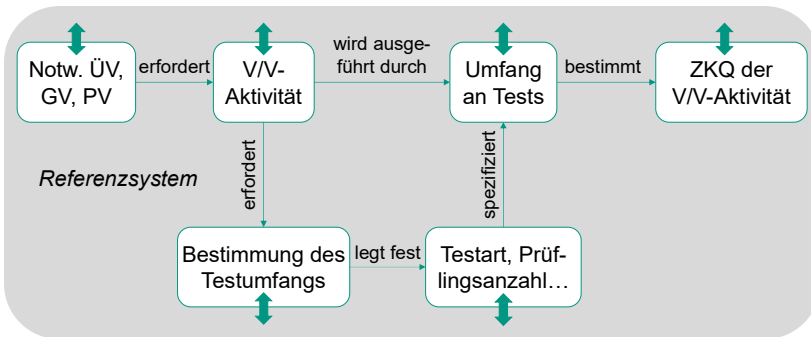 Notw. ÜV,
GV, PV
erfordert
V/V-
Aktivität
wird ausge-
führt durch
Umfang
an Tests
bestimmt
ZKQ der
V/V-Aktivität
Referenzsystem
erfordert
spezifiziert
Bestimmung des
Testumfangs
legt fest
Testart, Prüf-
lingsanzahl...